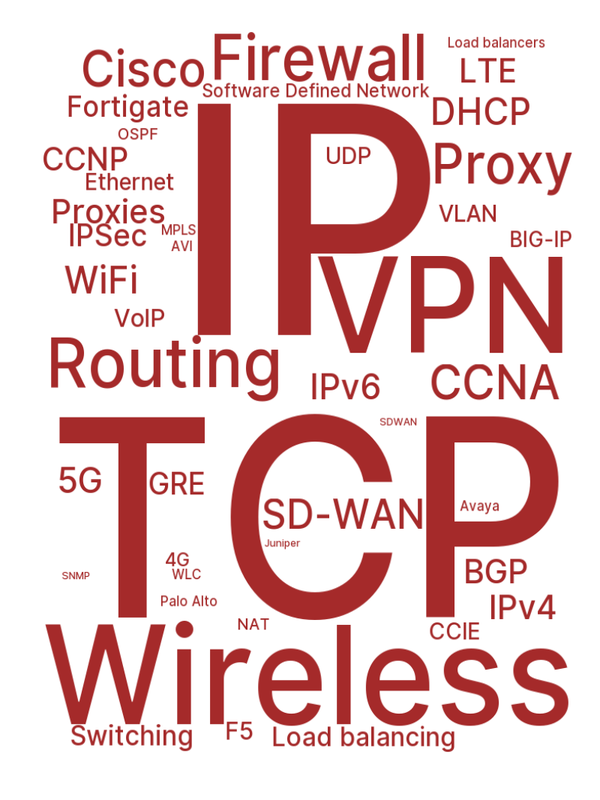 Firewall
Load balancers
Cisco
LTE
Software Defined Network
Fortigate
DHCP
OSPF
IP
UDP
CCNP
Proxy
Ethernet
Proxies
VLAN
IPSec
MPLS
BIG-IP
AVI
WiFi
VPN
VoIP
Routing
IPv6
CCNA
SDWAN
TCP
5G
GRE
SD-WAN
Avaya
Juniper
4G
BGP
SNMP
WLC
Palo Alto
IPv4
NAT
CCIE
Wireless
Switching
F5
Load balancing